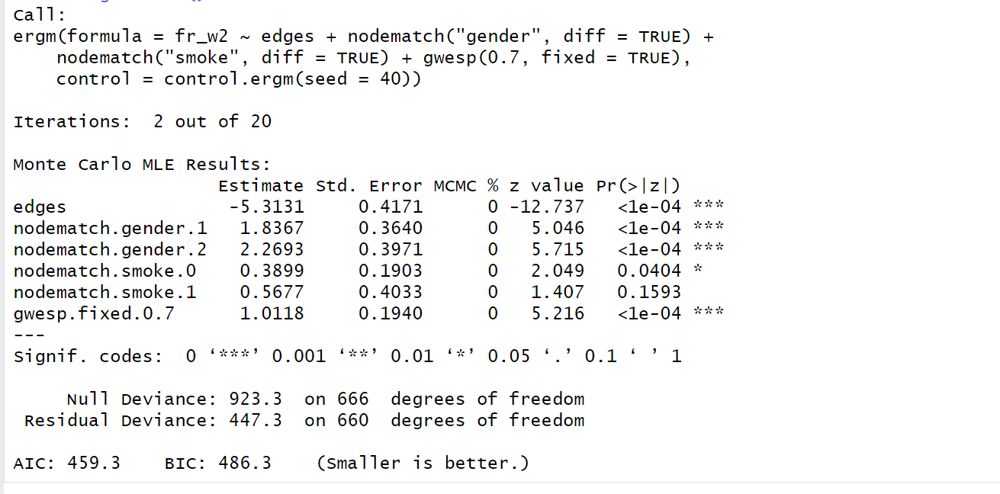 Call:
ergm(formula = fr_w2 ~ edges + nodematch("gender", diff = TRUE) +
    nodematch("smoke", diff = TRUE) + gwesp(0.7, fixed = TRUE),
    control = control.ergm(seed = 40))
Iterations:  2 out of 20
Monte Carlo MLE Results:
                   Estimate Std. Error MCMC % z value Pr(>|z|)
edges               -5.3131     0.4171      0 -12.737   <1e-04 ***
nodematch.gender.1   1.8367     0.3640      0   5.046   <1e-04 ***
nodematch.gender.2   2.2693     0.3971      0   5.715   <1e-04 ***
nodematch.smoke.0    0.3899     0.1903      0   2.049   0.0404 *
nodematch.smoke.1    0.5677     0.4033      0   1.407   0.1593
gwesp.fixed.0.7      1.0118     0.1940      0   5.216   <1e-04 ***
---
Signif. codes:  0 ‘***’ 0.001 ‘**’ 0.01 ‘*’ 0.05 ‘.’ 0.1 ‘ ’ 1
     Null Deviance: 923.3  on 666  degrees of freedom
 Residual Deviance: 447.3  on 660  degrees of freedom
AIC: 459.3    BIC: 486.3    (Smaller is better.)